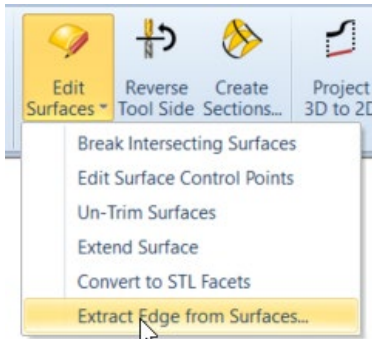 Edit Surfaces
Reverse Tool Side
Create Sections...
Project 3D to 2D
Break Intersecting Surfaces
Edit Surface Control Points
Un-Trim Surfaces
Extend Surface
Convert to STL Facets
Extract Edge from Surfaces...